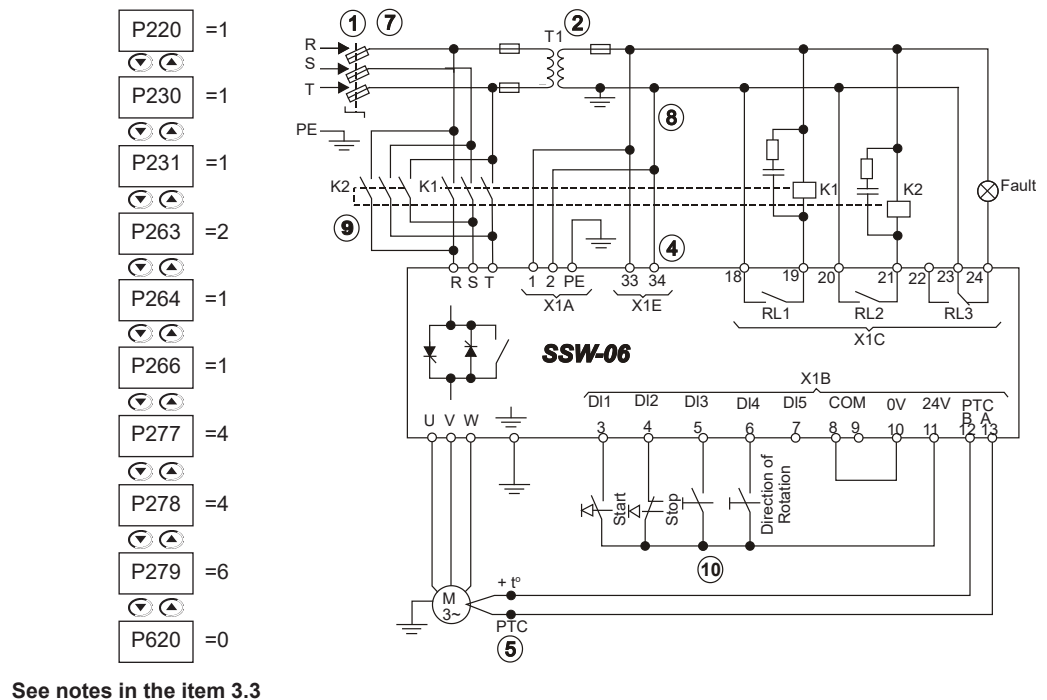 P220 =1
P230 =1
P231 =1
P263 =2
P264 =1
P266 =1
P277 =4
P278 =4
P279 =6
P620 =0
1 7 2
T1
R
S
T
8
PE
K2 K1 K1 K2 Fault
9
4
R S T 1 2 PE 33 34 18 19 20 21 22 23 24
X1A X1E RL1 RL2 RL3
X1C
SSW-06
X1B
DI1 DI2 DI3 DI4 DI5 COM 0V 24V PTC
B A
U V W 3 4 5 6 7 8 9 10 11 12 13
Start
Stop
Direction of
Rotation
10
+ tº
M
3~
PTC
5
See notes in the item 3.3